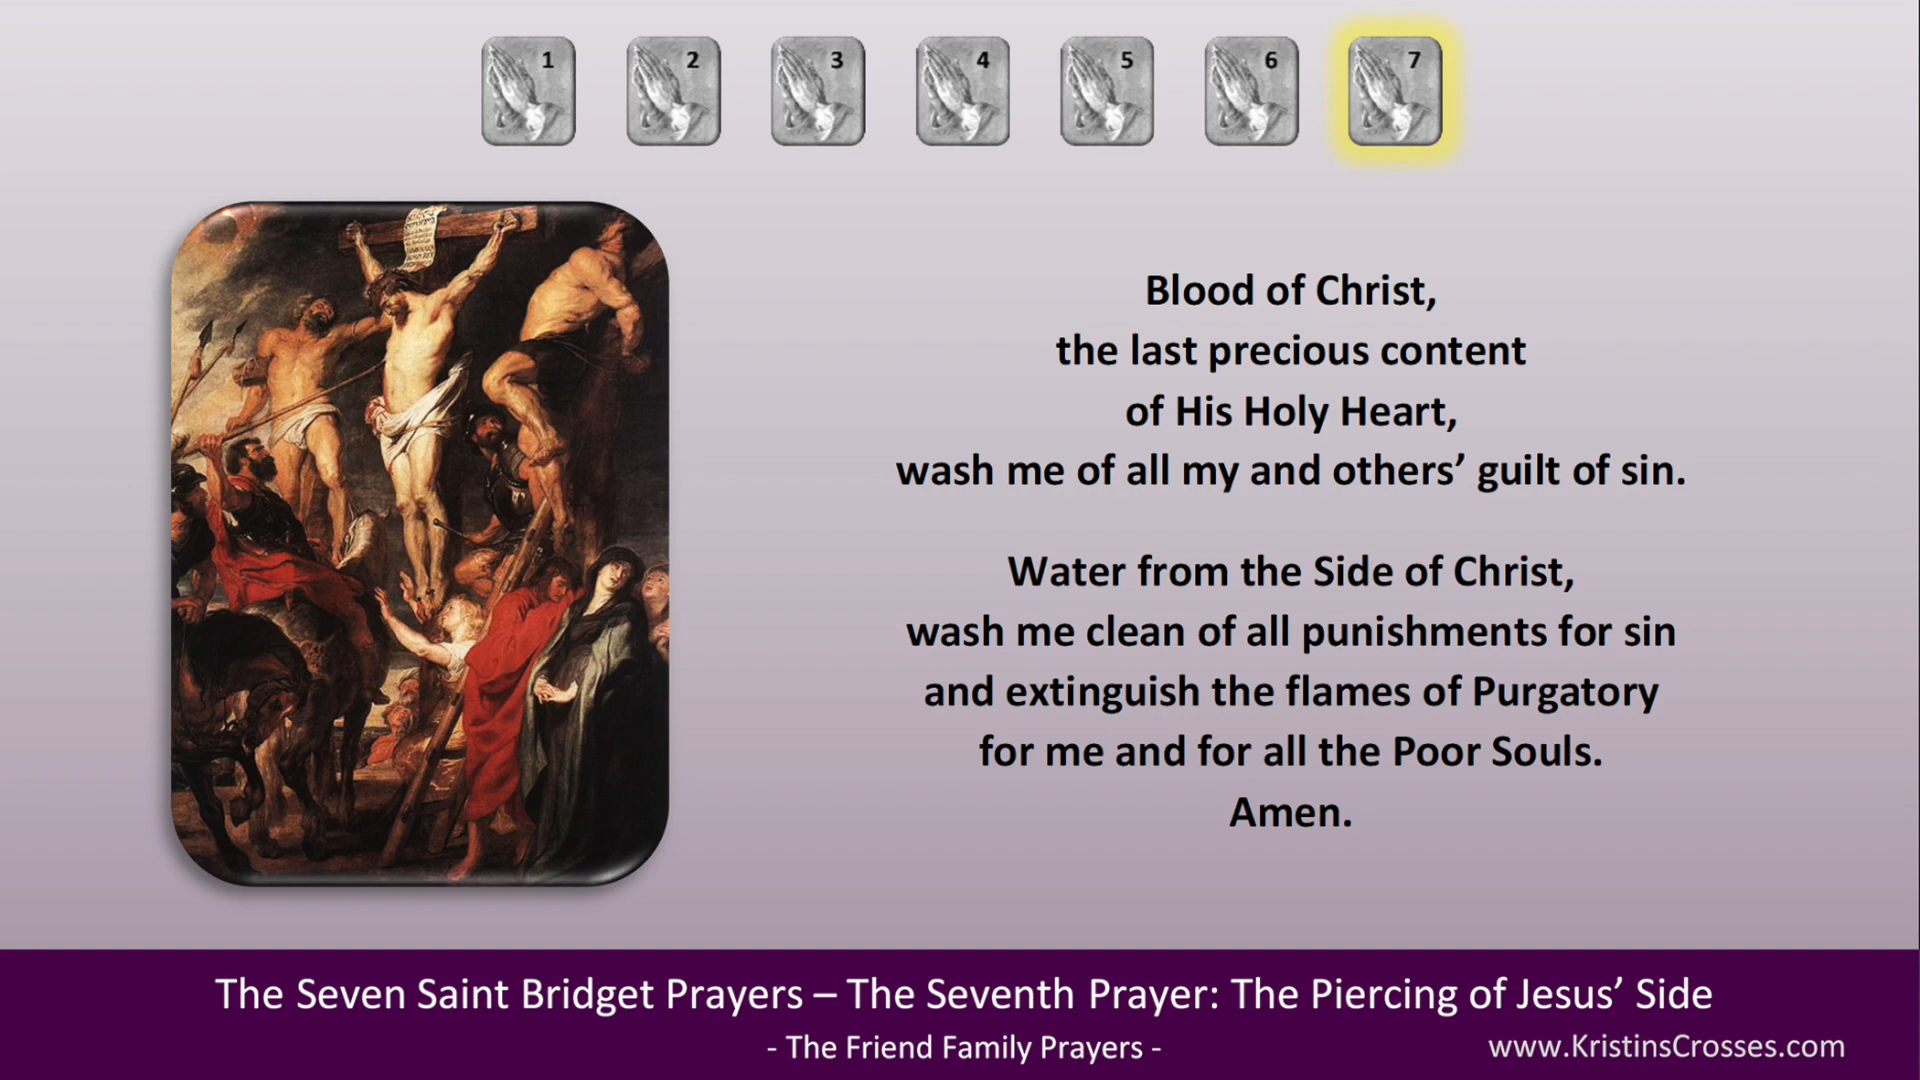 1 2 3 4 5 6 7
Blood of Christ,
the last precious content
of His Holy Heart,
wash me of all my and others’ guilt of sin.
Water from the Side of Christ,
wash me clean of all punishments for sin
and extinguish the flames of Purgatory
for me and for all the Poor Souls.
Amen.
The Seven Saint Bridget Prayers – The Seventh Prayer: The Piercing of Jesus’ Side
- The Friend Family Prayers -
www.KristinsCrosses.com